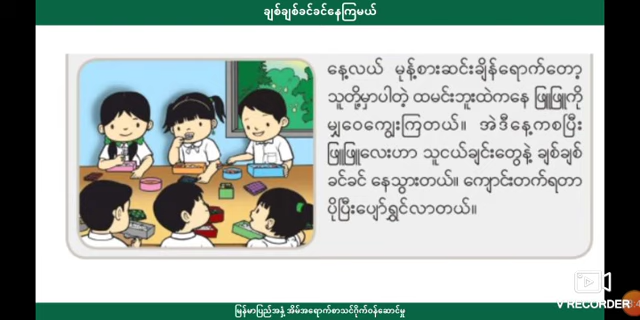 ချစ်ချစ်ခင်ခင်နေကြမယ်
နေ့လယ် မုန့်စားဆင်းချိန်ရောက်တော့
သူတို့မှာပါတဲ့ ထမင်းဘူးထဲကနေ ဖြူဖြူကို
မျှဝေကျွေးကြတယ်။ အဲဒီနေ့ကစပြီး
ဖြူဖြူလေးဟာ သူငယ်ချင်းတွေနဲ့ ချစ်ချစ်
ခင်ခင် နေသွားတယ်။ ကျောင်းတက်ရတာ
ပိုပြီးပျော်ရွှင်လာတယ်။
V RECORDER
မြန်မာပြည်အနှံ့ အိမ်အရောက်စာသင်ဝိုက်ဝန်ဆောင်မှု